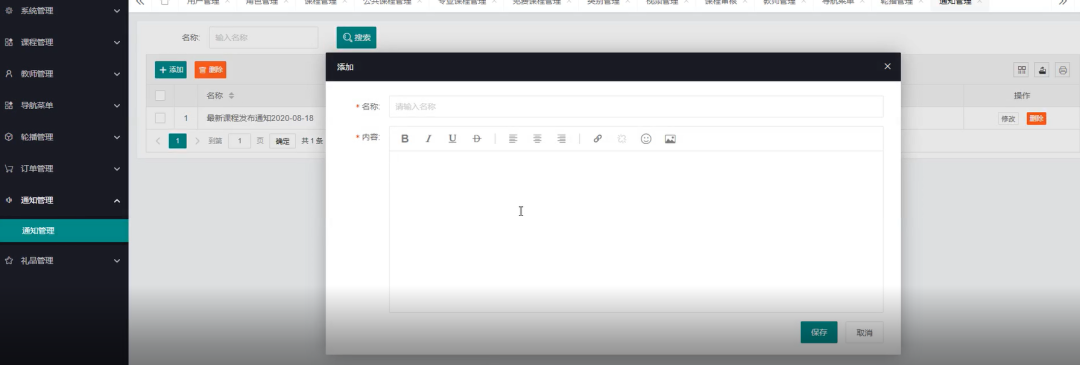 系统管理
用户管理 角色管理 课程管理 公共课程管理 专业课程管理 免费课程管理 类别管理 视频管理 课程审核 教师管理 导航菜单 轮播管理 通知管理
课程管理
教师管理
导航菜单
轮播管理
订单管理
通知管理
通知管理
礼品管理
名称: 输入名称 搜索
+ 添加 删除
名称 操作
1 最新课程发布通知2020-08-18 修改 删除
1 到第 1 页 确定 共 1 条
添加
* 名称: 请输入名称
* 内容: B I U
保存 取消